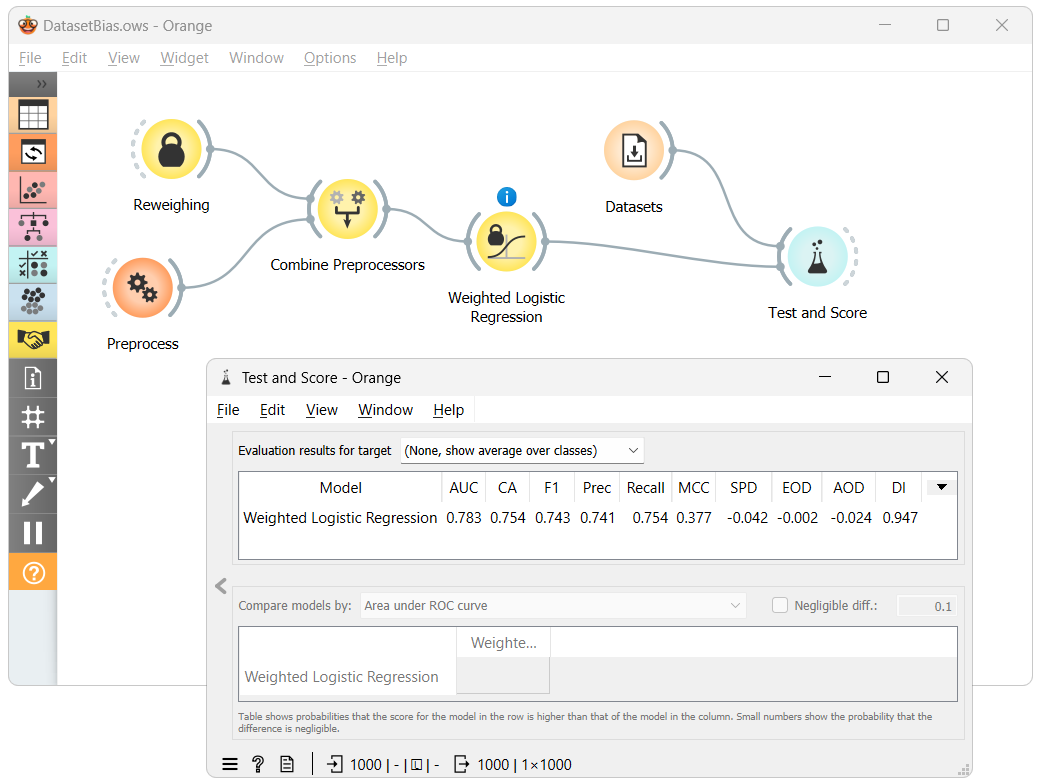 DatasetBias.ows - Orange
File Edit View Widget Window Options Help
Reweighing
Datasets
Combine Preprocessors
Weighted Logistic
Regression
Test and Score
Preprocess
Test and Score - Orange
File Edit View Window Help
Evaluation results for target (None, show average over classes)
Model AUC CA F1 Prec Recall MCC SPD EOD AOD DI
Weighted Logistic Regression 0.783 0.754 0.743 0.741 0.754 0.377 -0.042 -0.002 -0.024 0.947
Compare models by: Area under ROC curve Negligible diff.: 0.1
Weighte...
Weighted Logistic Regression
Table shows probabilities that the score for the model in the row is higher than that of the model in the column. Small numbers show the probability that the
difference is negligible.
1000 | - | - 1000 | 1×1000